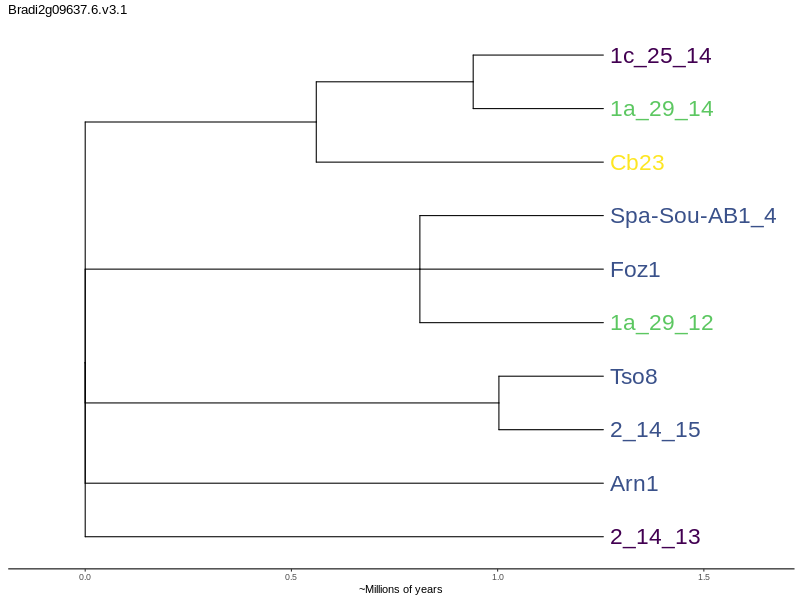 Bradi2g09637.6.v3.1
1c_25_14
1a_29_14
Cb23
Spa-Sou-AB1_4
Foz1
1a_29_12
Tso8
2_14_15
Arn1
2_14_13
0.0 0.5 1.0 1.5
~Millions of years